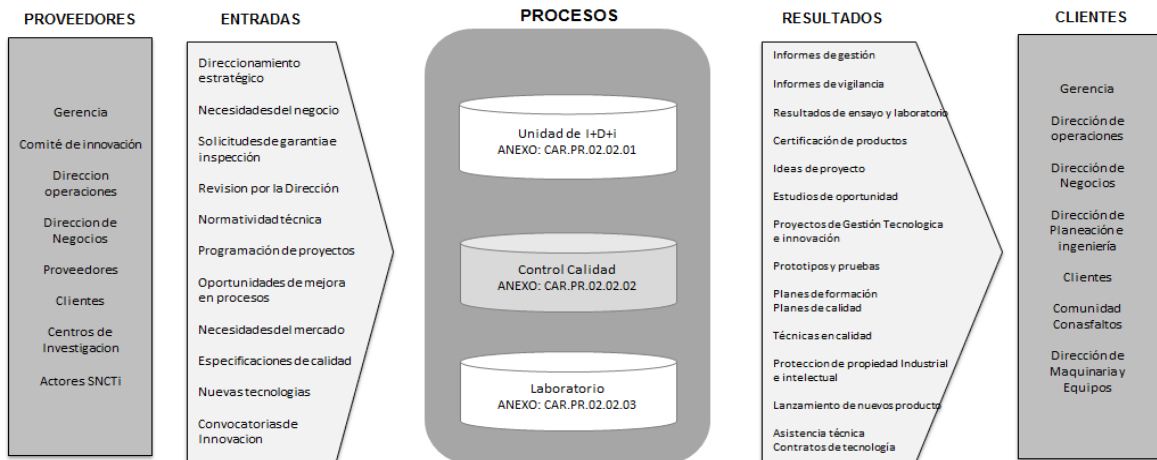 PROVEEDORES
Gerencia
Comité de innovación
Direccion
operaciones
Direccion de
Negocios
Proveedores
Clientes
Centros de
Investigacion
Actores SNCTi
ENTRADAS
Direccionamiento
estratégico
Necesidades del negocio
Solicitudes de garantia e
inspección
Revision por la Dirección
Normatividad técnica
Programación de proyectos
Oportunidades de mejora
en procesos
Necesidades del mercado
Especificaciones de calidad
Nuevas tecnologias
Convocatorias de
Innovacion
PROCESOS
Unidad de I+D+i
ANEXO: CAR.PR.02.02.01
Control Calidad
ANEXO: CAR.PR.02.02.02
Laboratorio
ANEXO: CAR.PR.02.02.03
RESULTADOS
Informes de gestión
Informes de vigilancia
Resultados de ensayo y laboratorio
Certificación de productos
Ideas de proyecto
Estudios de oportunidad
Proyectos de Gestión Tecnologica
e innovación
Prototipos y pruebas
Planes de formación
Planes de calidad
Técnicas en calidad
Proteccion de propiedad Industrial
e intelectual
Lanzamiento de nuevos producto
Asistencia técnica
Contratos de tecnología
CLIENTES
Gerencia
Dirección de
operaciones
Dirección de
Negocios
Dirección de
Planeación e
ingeniería
Clientes
Comunidad
Conasfaltos
Dirección de
Maquinaria y
Equipos